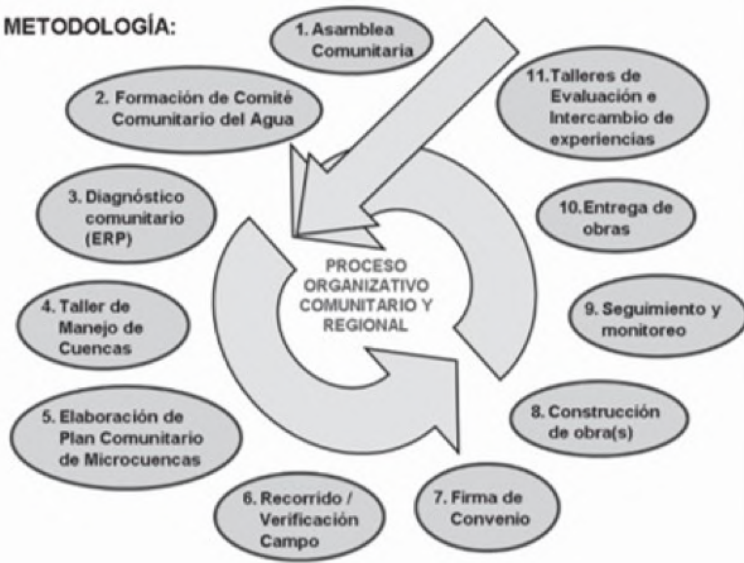 METODOLOGÍA:
1. Asamblea
Comunitaria
2. Formación de Comité
Comunitario del Agua
3. Diagnóstico
comunitario
(ERP)
4. Taller de
Manejo de
Cuencas
5. Elaboración de
Plan Comunitario
de Microcuencas
6. Recorrido /
Verificación
Campo
7. Firma de
Convenio
8. Construcción
de obra(s)
9. Seguimiento y
monitoreo
10.Entrega de
obras
11.Talleres de
Evaluación e
Intercambio de
experiencias
PROCESO
ORGANIZATIVO
COMUNITARIO Y
REGIONAL